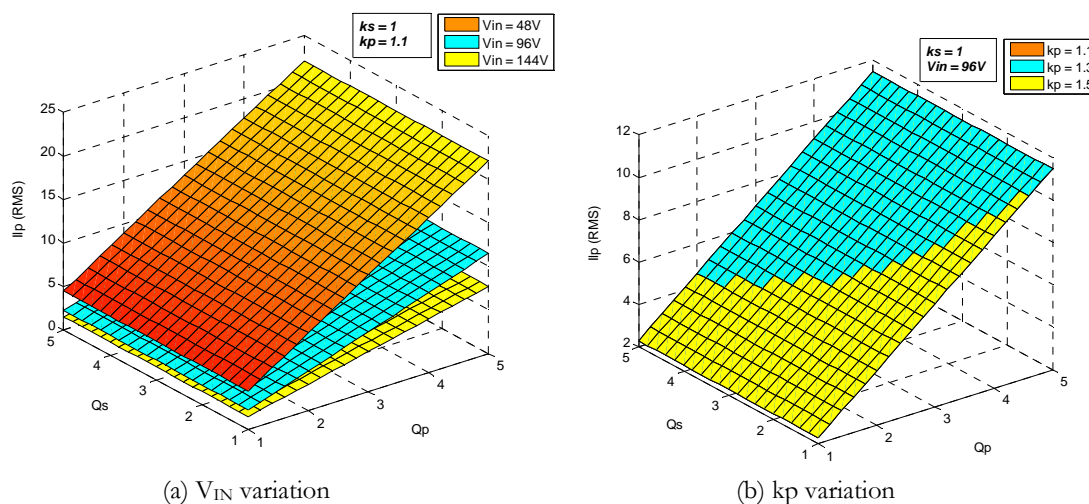 ks = 1
kp = 1.1
Vin = 48V
Vin = 96V
Vin = 144V
25
20
15
10
5
0
Ilp (RMS)
5
4
3
2
1
Qs
1
2
3
4
5
Qp
(a) VIN variation
ks = 1
Vin = 96V
kp = 1.1
kp = 1.3
kp = 1.5
12
10
8
6
4
2
Ilp (RMS)
5
4
3
2
1
Qs
1
2
3
4
5
Qp
(b) kp variation